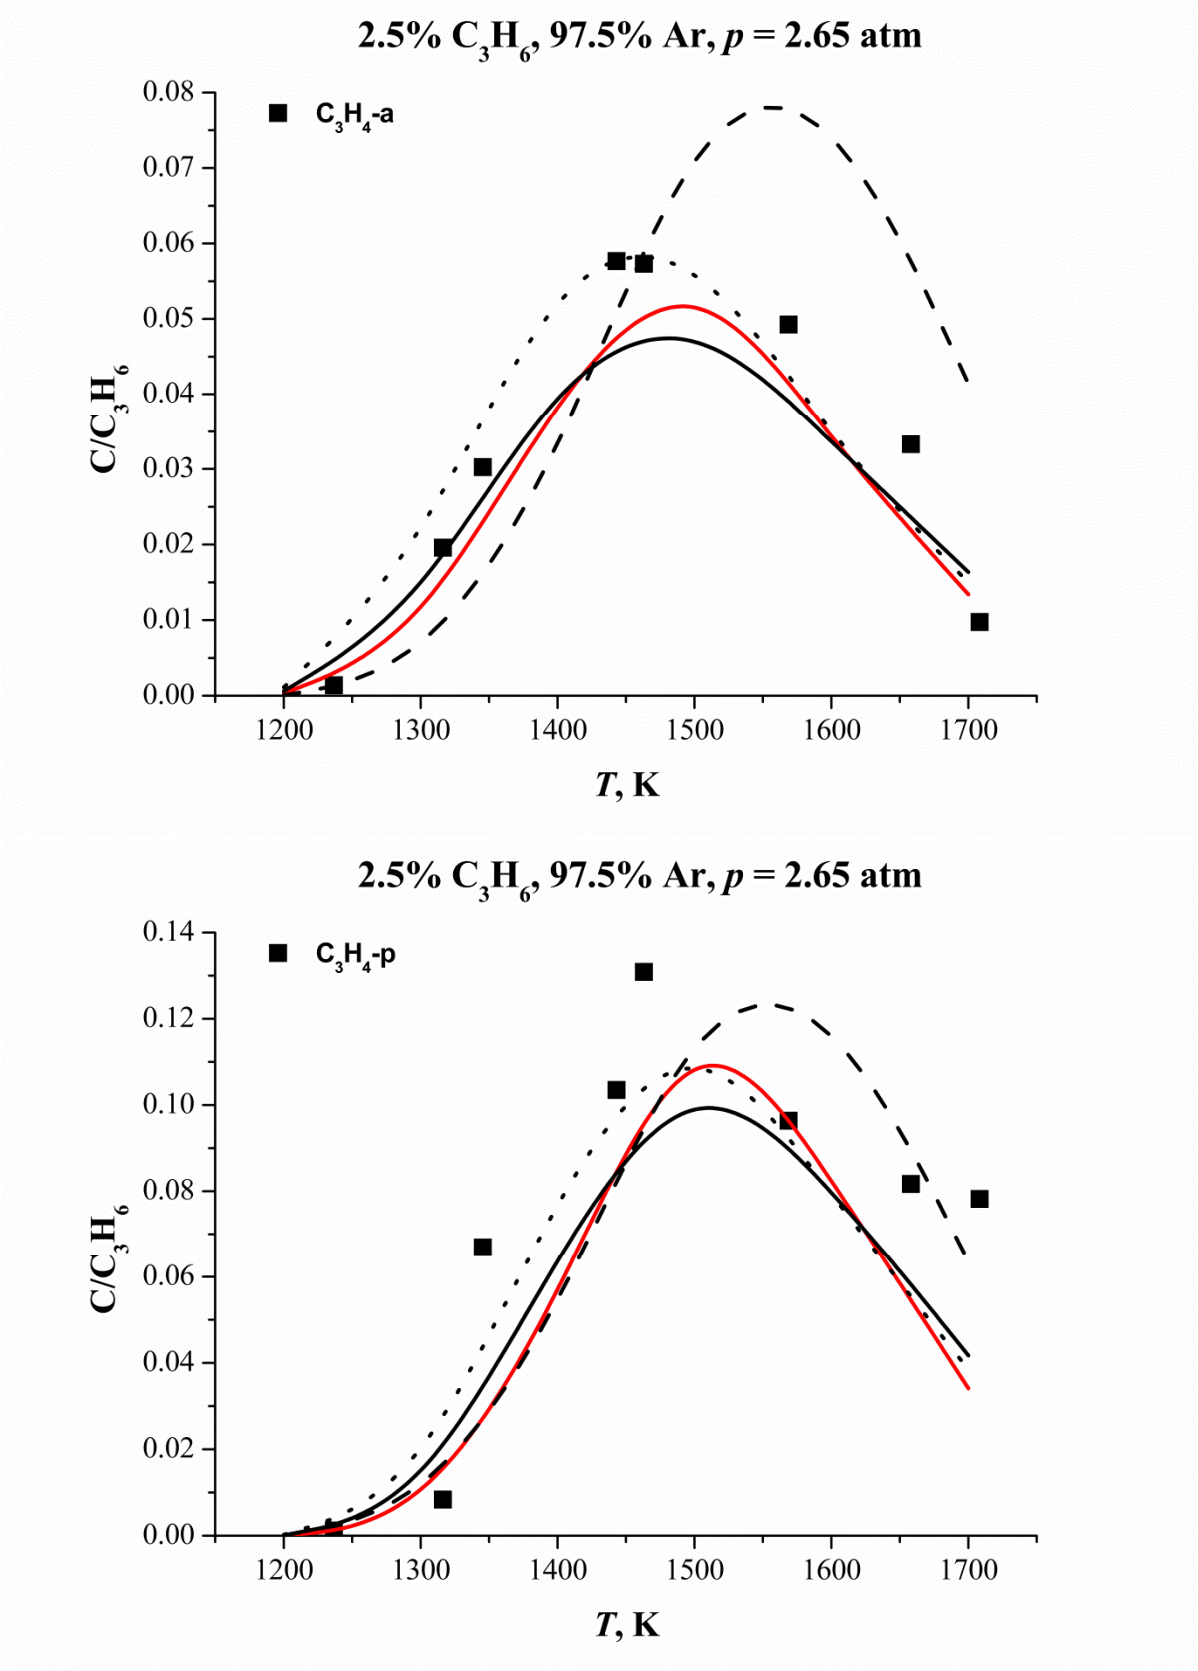 2.5% C₃H₆, 97.5% Ar, p = 2.65 atm
C₃H₄-a
0.08
0.07
0.06
0.05
0.04
0.03
0.02
0.01
0.00
C/C₃H₆
1200 1300 1400 1500 1600 1700
T, K
2.5% C₃H₆, 97.5% Ar, p = 2.65 atm
C₃H₄-p
0.14
0.12
0.10
0.08
0.06
0.04
0.02
0.00
C/C₃H₆
1200 1300 1400 1500 1600 1700
T, K